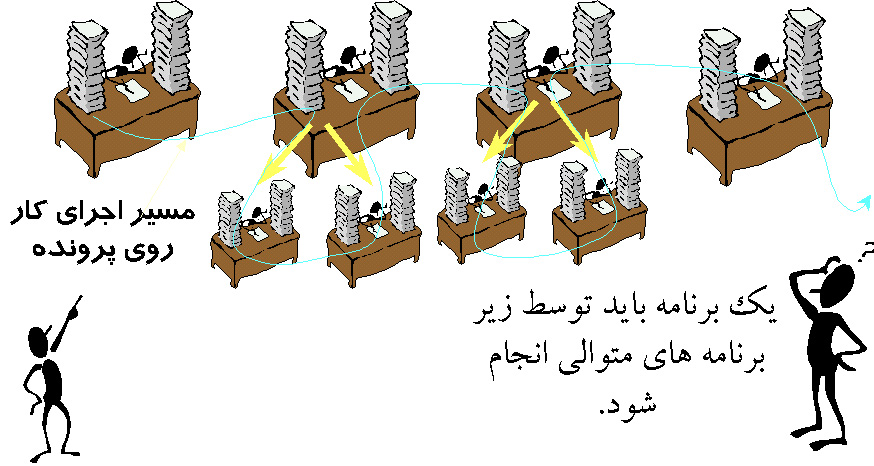 مسیر اجرای کار
روی پرونده
?
یک برنامه باید توسط زیر
برنامه های متوالی انجام
شود.